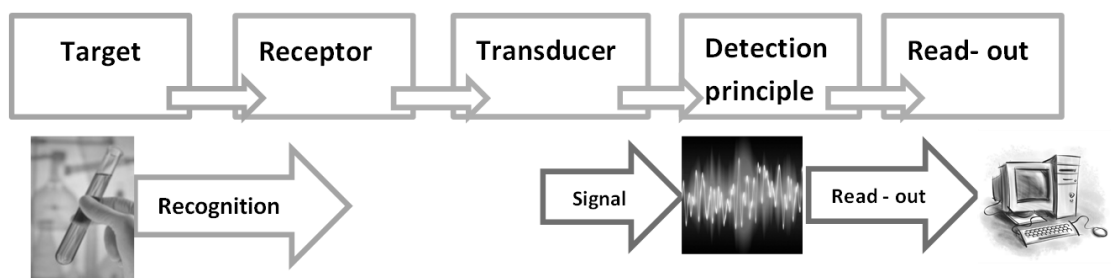 Target
Receptor
Transducer
Detection
principle
Read- out
Recognition
Signal
Read - out